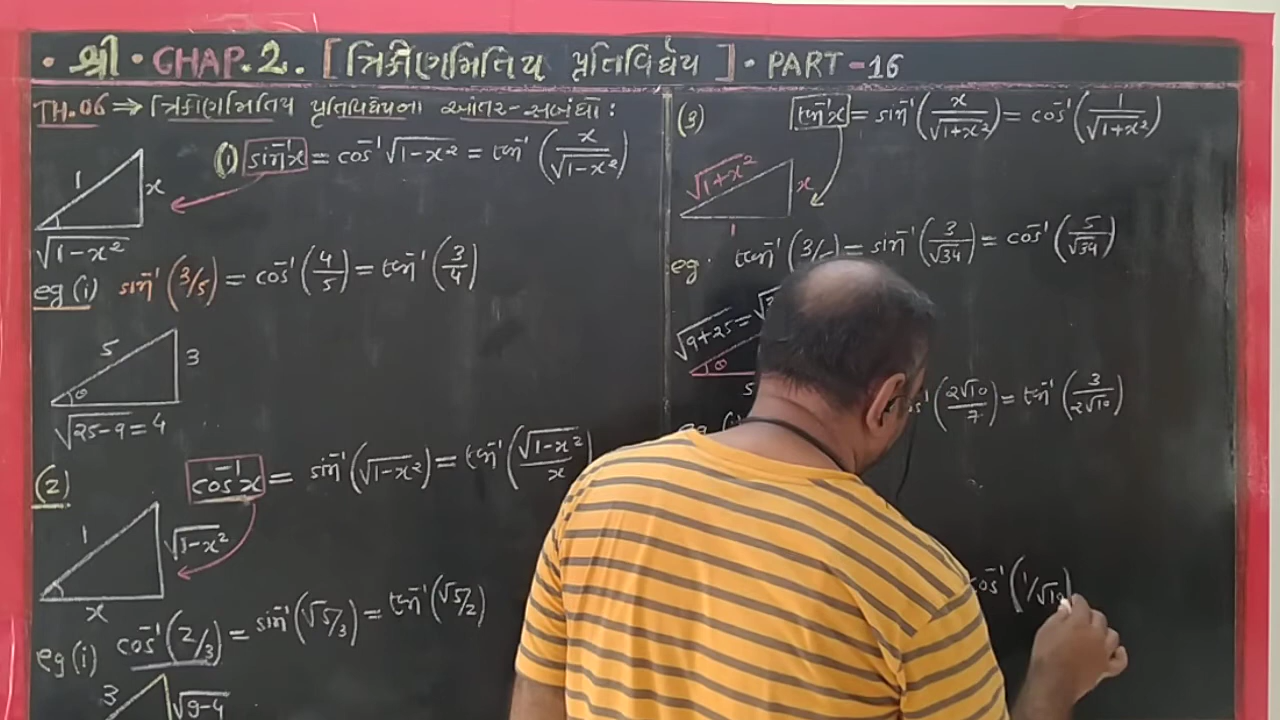 • શ્રી • CHAP.2. [ ત્રિકોણમિતિય પ્રતિવિધેય ] • PART-16
TH.06 ⇒ ત્રિકોણમિતિય પ્રતિવિધેયના આંતર-સબંધો :
(i) sin⁻¹x = cos⁻¹√(1-x²) = tan⁻¹(x/√(1-x²))
1
x
√(1-x²)
eg (i) sin⁻¹(3/5) = cos⁻¹(4/5) = tan⁻¹(3/4)
5
3
θ
√(25-9) = 4
(2) cos⁻¹x = sin⁻¹(√(1-x²)) = tan⁻¹(√(1-x²)/x)
1
√(1-x²)
x
eg (i) cos⁻¹(2/3) = sin⁻¹(√5/3) = tan⁻¹(√5/2)
3
√(9-4)
(3) tan⁻¹x = sin⁻¹(x/√(1+x²)) = cos⁻¹(1/√(1+x²))
√(1+x²)
x
1
eg. tan⁻¹(3/ = sin⁻¹(3/√34) = cos⁻¹(5/√34)
√(9+25) =
θ
5
(2√10/7) = tan⁻¹(3/2√10)
cos⁻¹(1/√10)